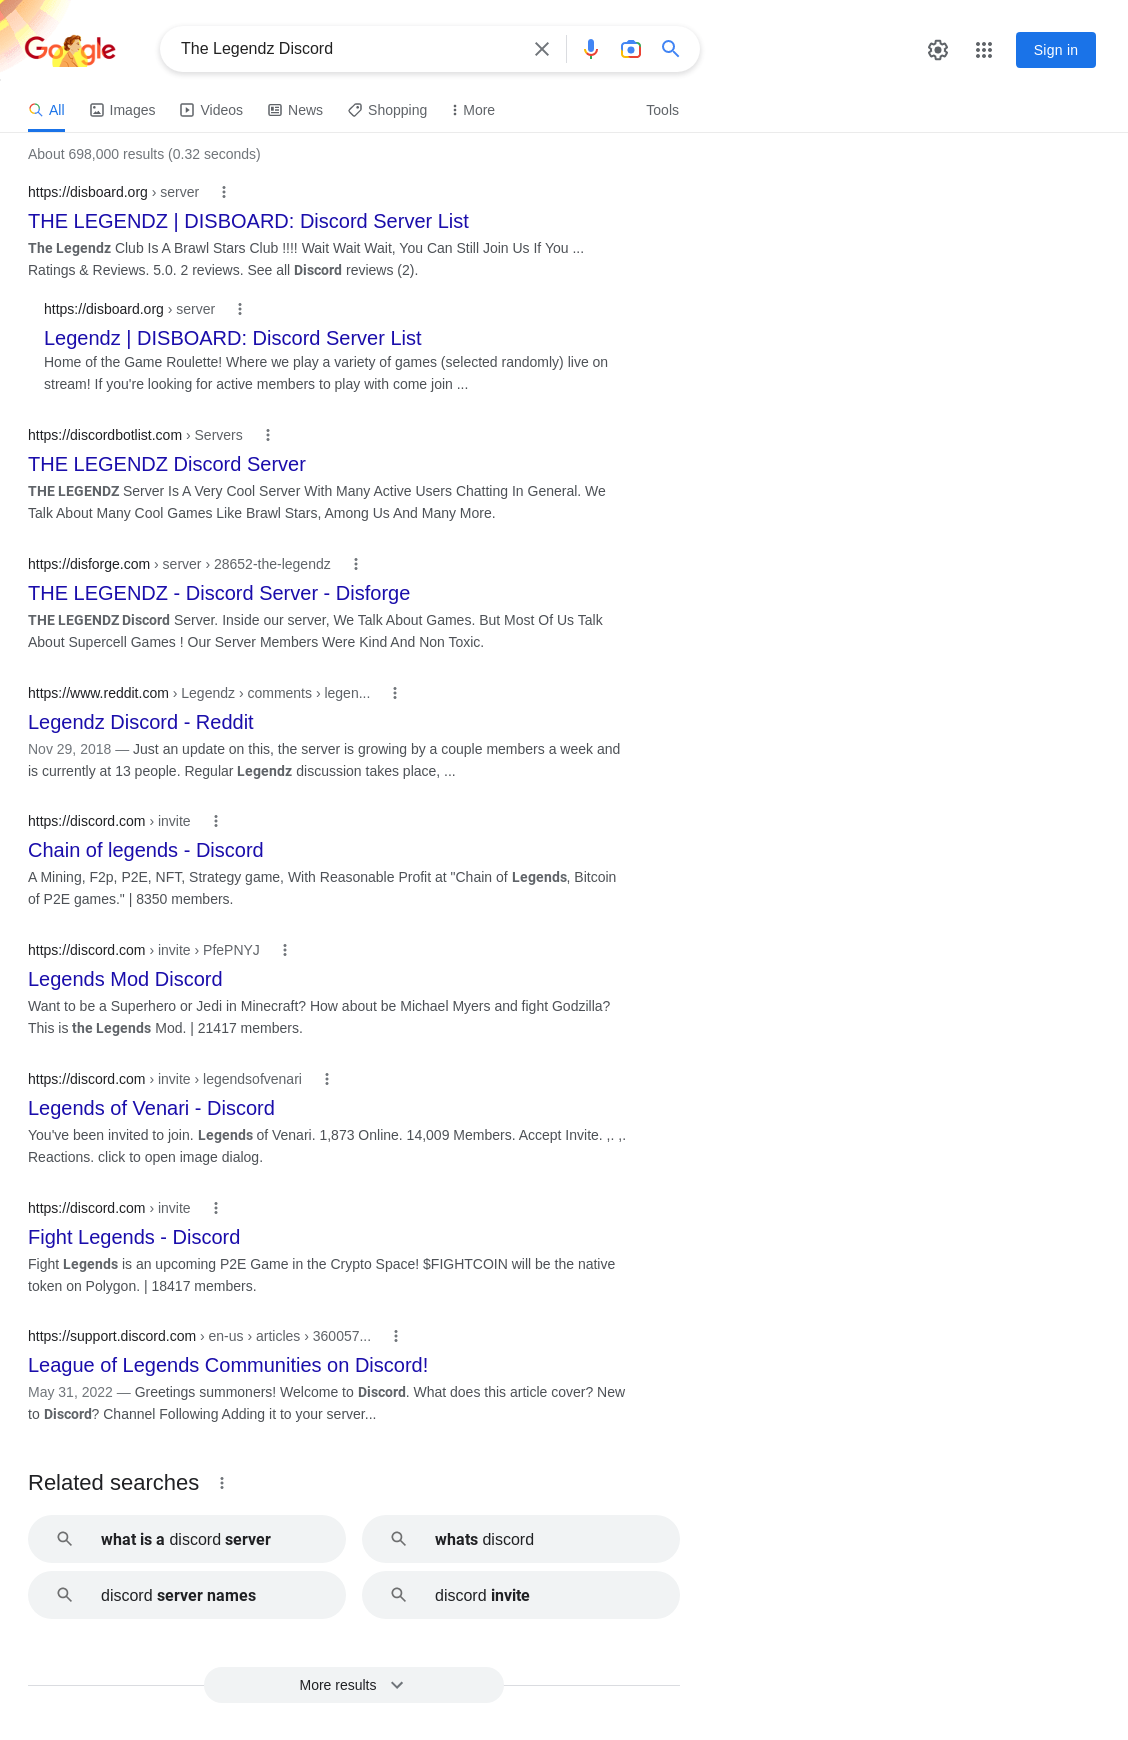 Google
The Legendz Discord
Sign in
All
Images
Videos
News
Shopping
More
Tools
About 698,000 results (0.32 seconds)
https://disboard.org › server
THE LEGENDZ | DISBOARD: Discord Server List
The Legendz Club Is A Brawl Stars Club !!!! Wait Wait Wait, You Can Still Join Us If You ...
Ratings & Reviews. 5.0. 2 reviews. See all Discord reviews (2).
https://disboard.org › server
Legendz | DISBOARD: Discord Server List
Home of the Game Roulette! Where we play a variety of games (selected randomly) live on
stream! If you're looking for active members to play with come join ...
https://discordbotlist.com › Servers
THE LEGENDZ Discord Server
THE LEGENDZ Server Is A Very Cool Server With Many Active Users Chatting In General. We
Talk About Many Cool Games Like Brawl Stars, Among Us And Many More.
https://disforge.com › server › 28652-the-legendz
THE LEGENDZ - Discord Server - Disforge
THE LEGENDZ Discord Server. Inside our server, We Talk About Games. But Most Of Us Talk
About Supercell Games ! Our Server Members Were Kind And Non Toxic.
https://www.reddit.com › Legendz › comments › legen...
Legendz Discord - Reddit
Nov 29, 2018 — Just an update on this, the server is growing by a couple members a week and
is currently at 13 people. Regular Legendz discussion takes place, ...
https://discord.com › invite
Chain of legends - Discord
A Mining, F2p, P2E, NFT, Strategy game, With Reasonable Profit at "Chain of Legends, Bitcoin
of P2E games." | 8350 members.
https://discord.com › invite › PfePNYJ
Legends Mod Discord
Want to be a Superhero or Jedi in Minecraft? How about be Michael Myers and fight Godzilla?
This is the Legends Mod. | 21417 members.
https://discord.com › invite › legendsofvenari
Legends of Venari - Discord
You've been invited to join. Legends of Venari. 1,873 Online. 14,009 Members. Accept Invite. ,. ,.
Reactions. click to open image dialog.
https://discord.com › invite
Fight Legends - Discord
Fight Legends is an upcoming P2E Game in the Crypto Space! $FIGHTCOIN will be the native
token on Polygon. | 18417 members.
https://support.discord.com › en-us › articles › 360057...
League of Legends Communities on Discord!
May 31, 2022 — Greetings summoners! Welcome to Discord. What does this article cover? New
to Discord? Channel Following Adding it to your server...
Related searches
what is a discord server
whats discord
discord server names
discord invite
More results